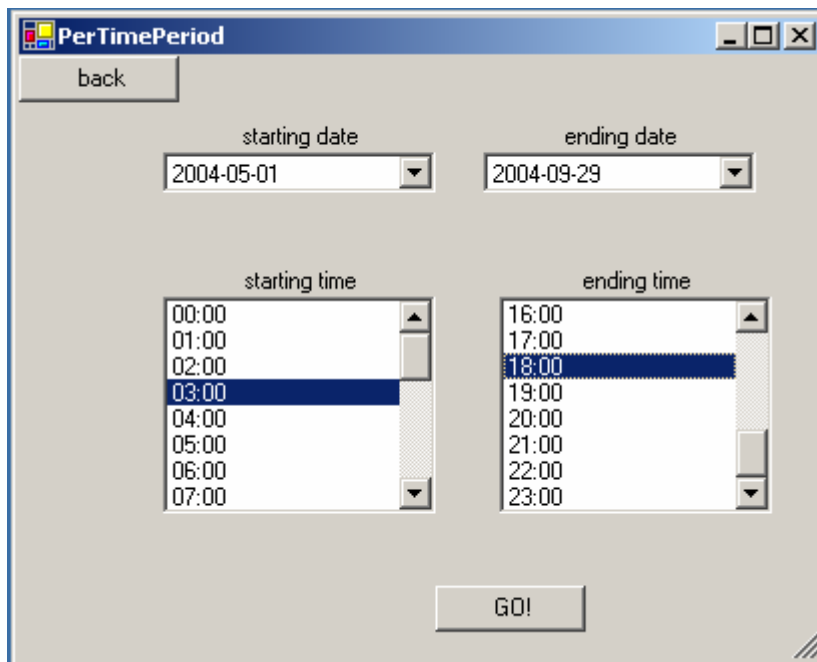 PerTimePeriod
back
starting date
ending date
2004-05-01
2004-09-29
starting time
ending time
00:00
01:00
02:00
03:00
04:00
05:00
06:00
07:00
16:00
17:00
18:00
19:00
20:00
21:00
22:00
23:00
GO!